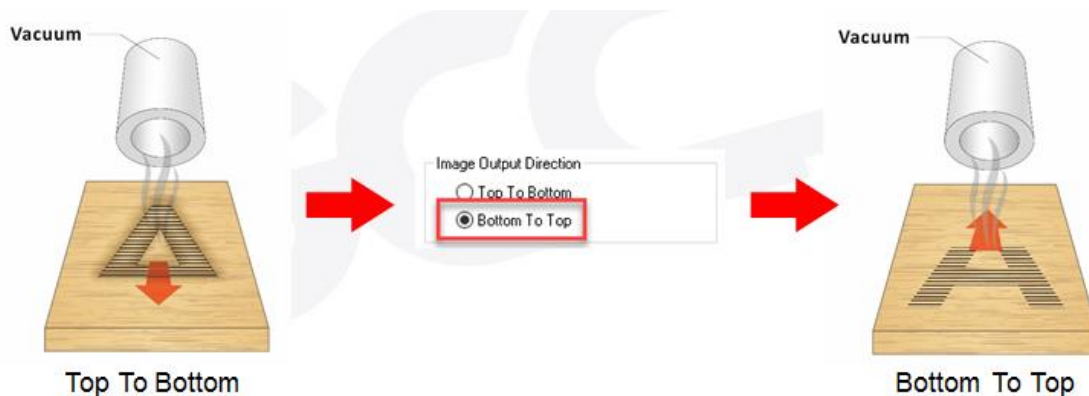 Vacuum
Top To Bottom
Image Output Direction
Top To Bottom
Bottom To Top
Vacuum
Bottom To Top